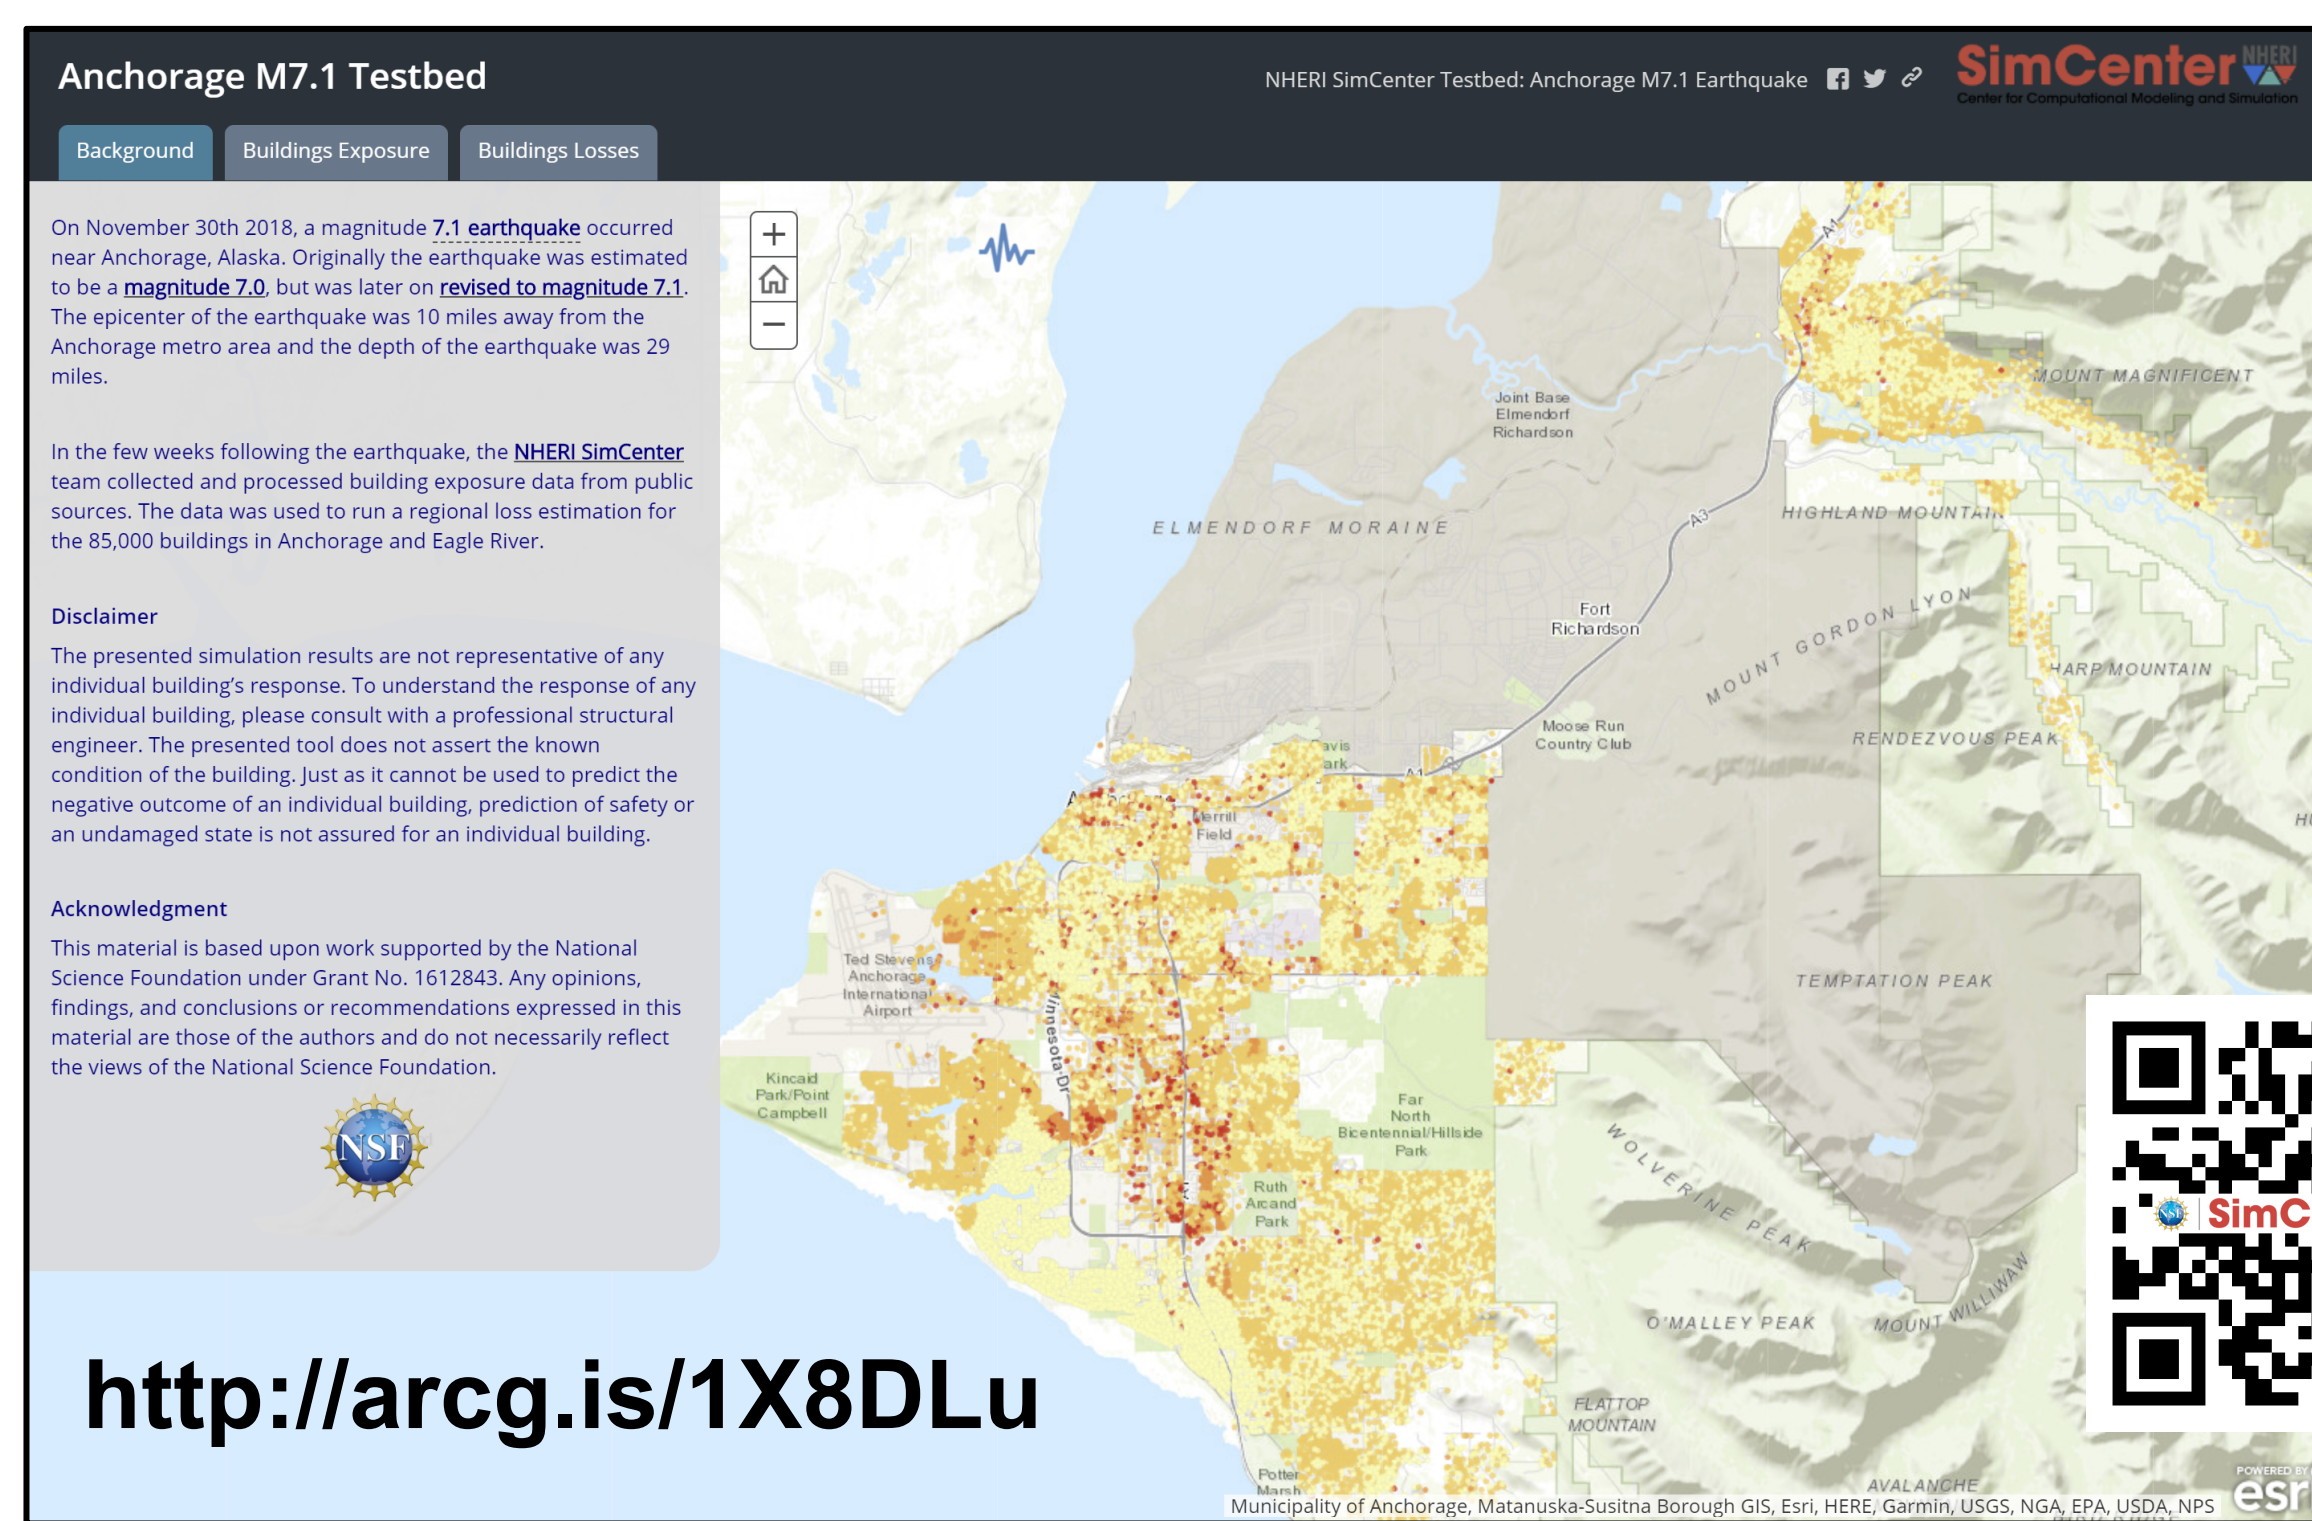 Anchorage M7.1 Testbed
NHERI SimCenter Testbed: Anchorage M7.1 Earthquake
SimCenter NHERI
Center for Computational Modeling and Simulation
Background
Buildings Exposure
Buildings Losses
On November 30th 2018, a magnitude 7.1 earthquake occurred
near Anchorage, Alaska. Originally the earthquake was estimated
to be a magnitude 7.0, but was later on revised to magnitude 7.1.
The epicenter of the earthquake was 10 miles away from the
Anchorage metro area and the depth of the earthquake was 29
miles.
In the few weeks following the earthquake, the NHERI SimCenter
team collected and processed building exposure data from public
sources. The data was used to run a regional loss estimation for
the 85,000 buildings in Anchorage and Eagle River.
Disclaimer
The presented simulation results are not representative of any
individual building's response. To understand the response of any
individual building, please consult with a professional structural
engineer. The presented tool does not assert the known
condition of the building. Just as it cannot be used to predict the
negative outcome of an individual building, prediction of safety or
an undamaged state is not assured for an individual building.
Acknowledgment
This material is based upon work supported by the National
Science Foundation under Grant No. 1612843. Any opinions,
findings, and conclusions or recommendations expressed in this
material are those of the authors and do not necessarily reflect
the views of the National Science Foundation.
NSF
http://arcg.is/1X8DLu
+
−
A1
MOUNT MAGNIFICENT
Joint Base
Elmendorf
Richardson
ELMENDORF MORAINE
A3
HIGHLAND MOUNTAIN
Fort
Richardson
MOUNT GORDON LYON
HARP MOUNTAIN
Moose Run
Country Club
RENDEZVOUS PEAK
A1
Merrill
Field
Ted Stevens
Anchorage
International
Airport
Minnesota Dr
TEMPTATION PEAK
Kincaid
Park/Point
Campbell
Far
North
Bicentennial/Hillside
Park
Ruth
Arcand
Park
WOLVERINE PEAK
NSF SimC
O'MALLEY PEAK
MOUNT WILLIWAW
FLATTOP
MOUNTAIN
Potter
Marsh
AVALANCHE
Municipality of Anchorage, Matanuska-Susitna Borough GIS, Esri, HERE, Garmin, USGS, NGA, EPA, USDA, NPS
POWERED BY
esri